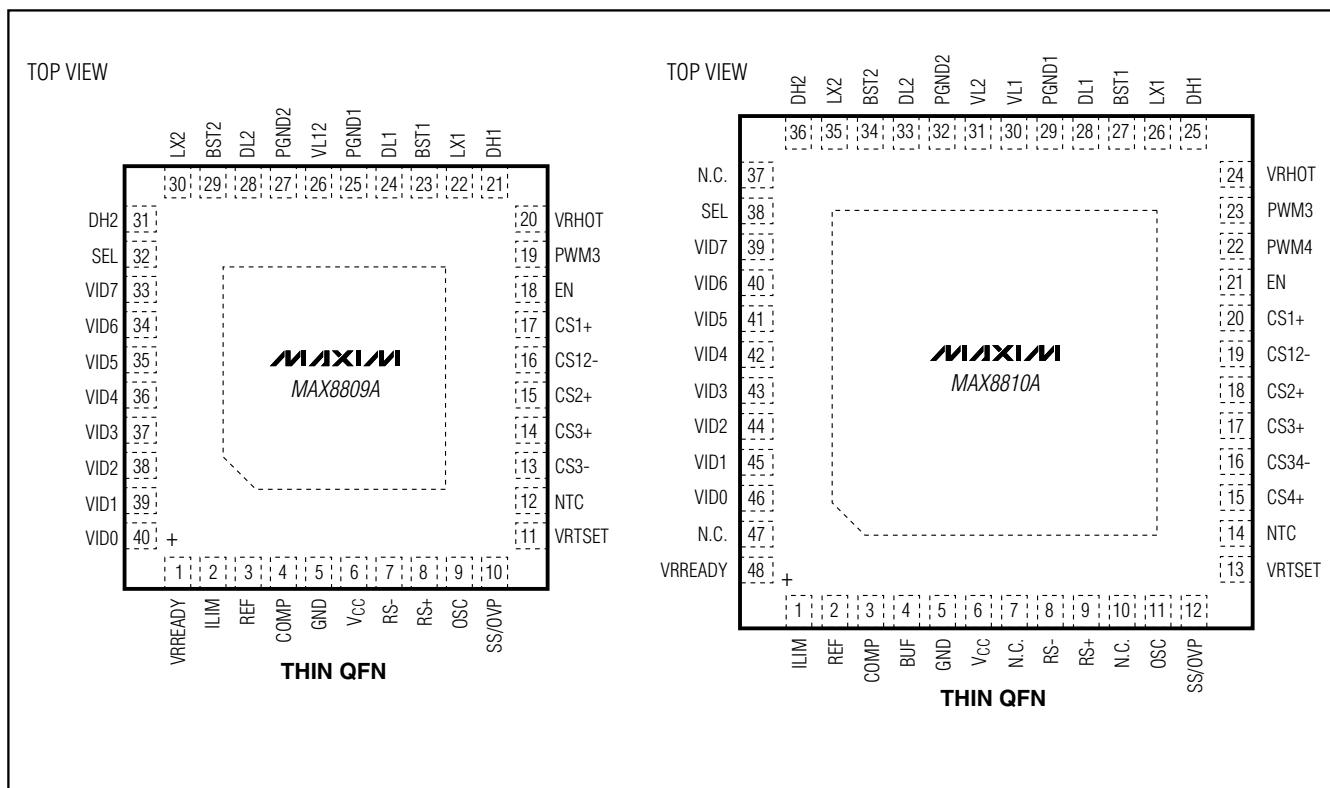 TOP VIEW
LX2
BST2
DL2
PGND2
VL12
PGND1
DL1
BST1
LX1
DH1
30 29 28 27 26 25 24 23 22 21
DH2 31
SEL 32
VID7 33
VID6 34
VID5 35
VID4 36
VID3 37
VID2 38
VID1 39
VID0 40
20 VRHOT
19 PWM3
18 EN
17 CS1+
16 CS12-
15 CS2+
14 CS3+
13 CS3-
12 NTC
11 VRTSET
MAXIM
MAX8809A
+
1 2 3 4 5 6 7 8 9 10
VRREADY
ILIM
REF
COMP
GND
VCC
RS-
RS+
OSC
SS/OVP
THIN QFN
TOP VIEW
DH2
LX2
BST2
DL2
PGND2
VL2
VL1
PGND1
DL1
BST1
LX1
DH1
36 35 34 33 32 31 30 29 28 27 26 25
N.C. 37
SEL 38
VID7 39
VID6 40
VID5 41
VID4 42
VID3 43
VID2 44
VID1 45
VID0 46
N.C. 47
VRREADY 48
24 VRHOT
23 PWM3
22 PWM4
21 EN
20 CS1+
19 CS12-
18 CS2+
17 CS3+
16 CS34-
15 CS4+
14 NTC
13 VRTSET
MAXIM
MAX8810A
+
1 2 3 4 5 6 7 8 9 10 11 12
ILIM
REF
COMP
BUF
GND
VCC
N.C.
RS-
RS+
N.C.
OSC
SS/OVP
THIN QFN